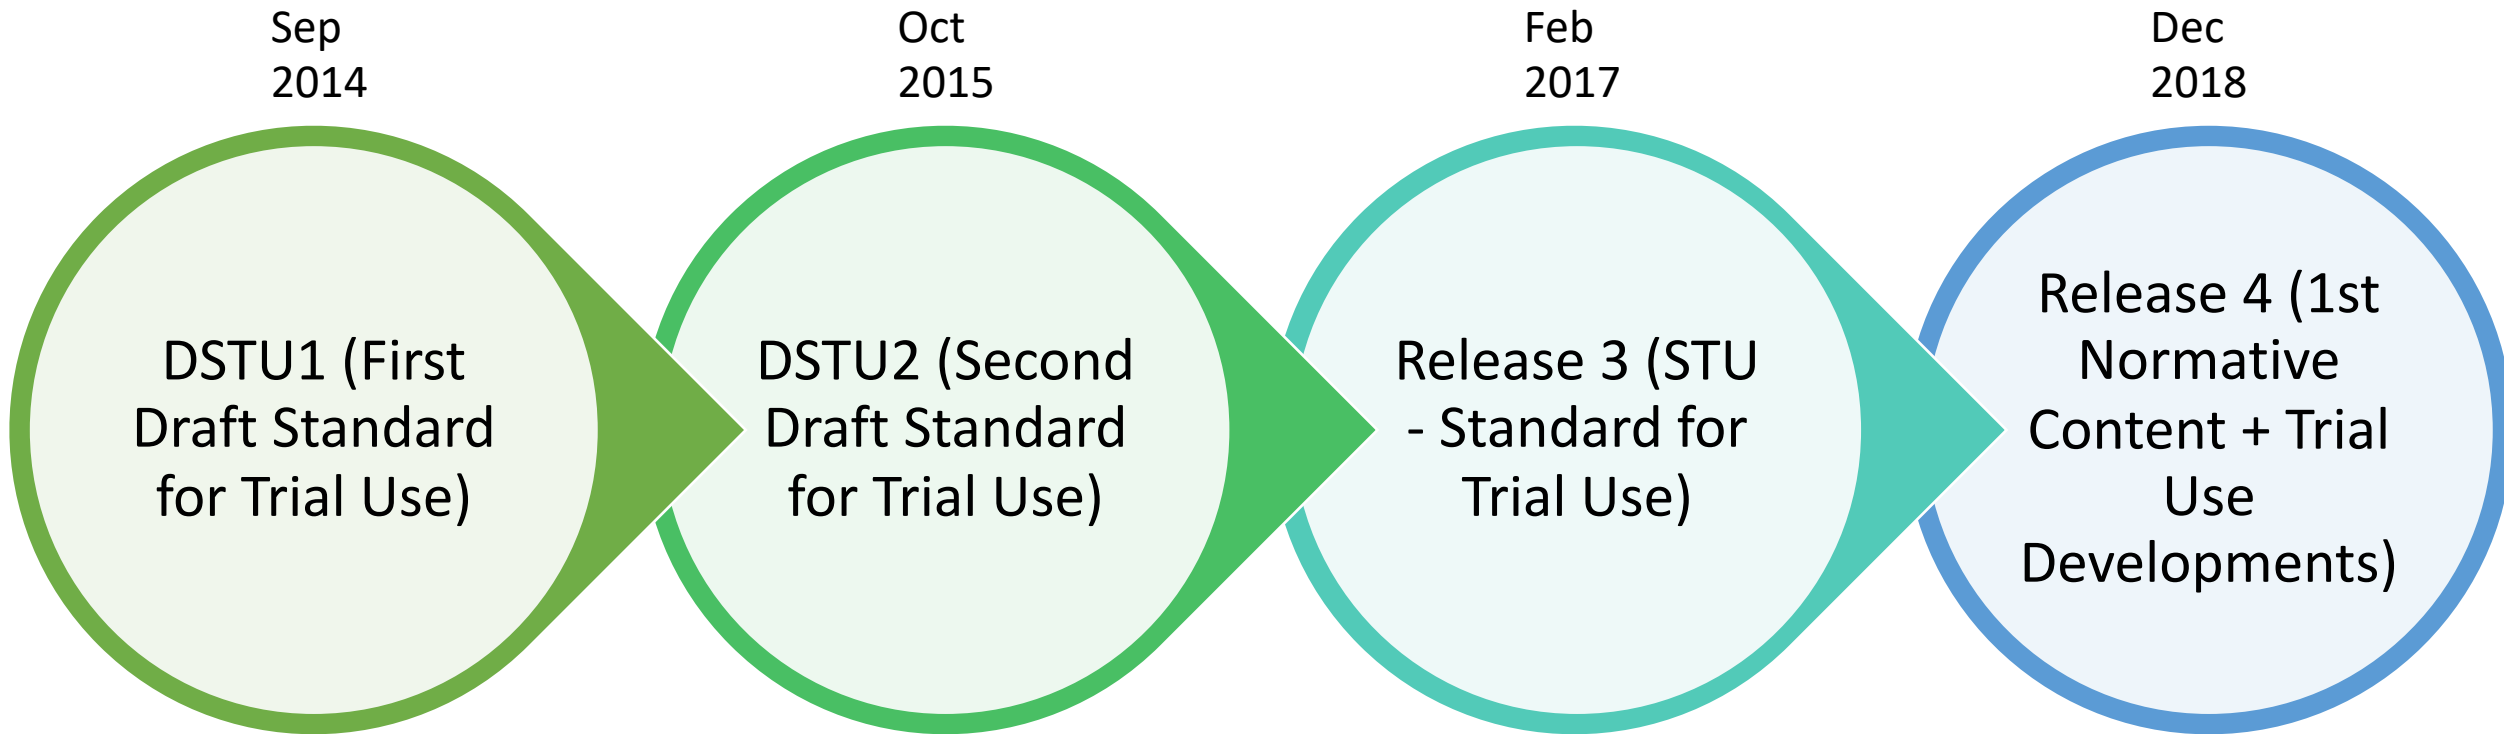 Sep
2014
Oct
2015
Feb
2017
Dec
2018
DSTU1 (First
Draft Standard
for Trial Use)
DSTU2 (Second
Draft Standard
for Trial Use)
Release 3 (STU
- Standard for
Trial Use)
Release 4 (1st
Normative
Content + Trial
Use
Developments)